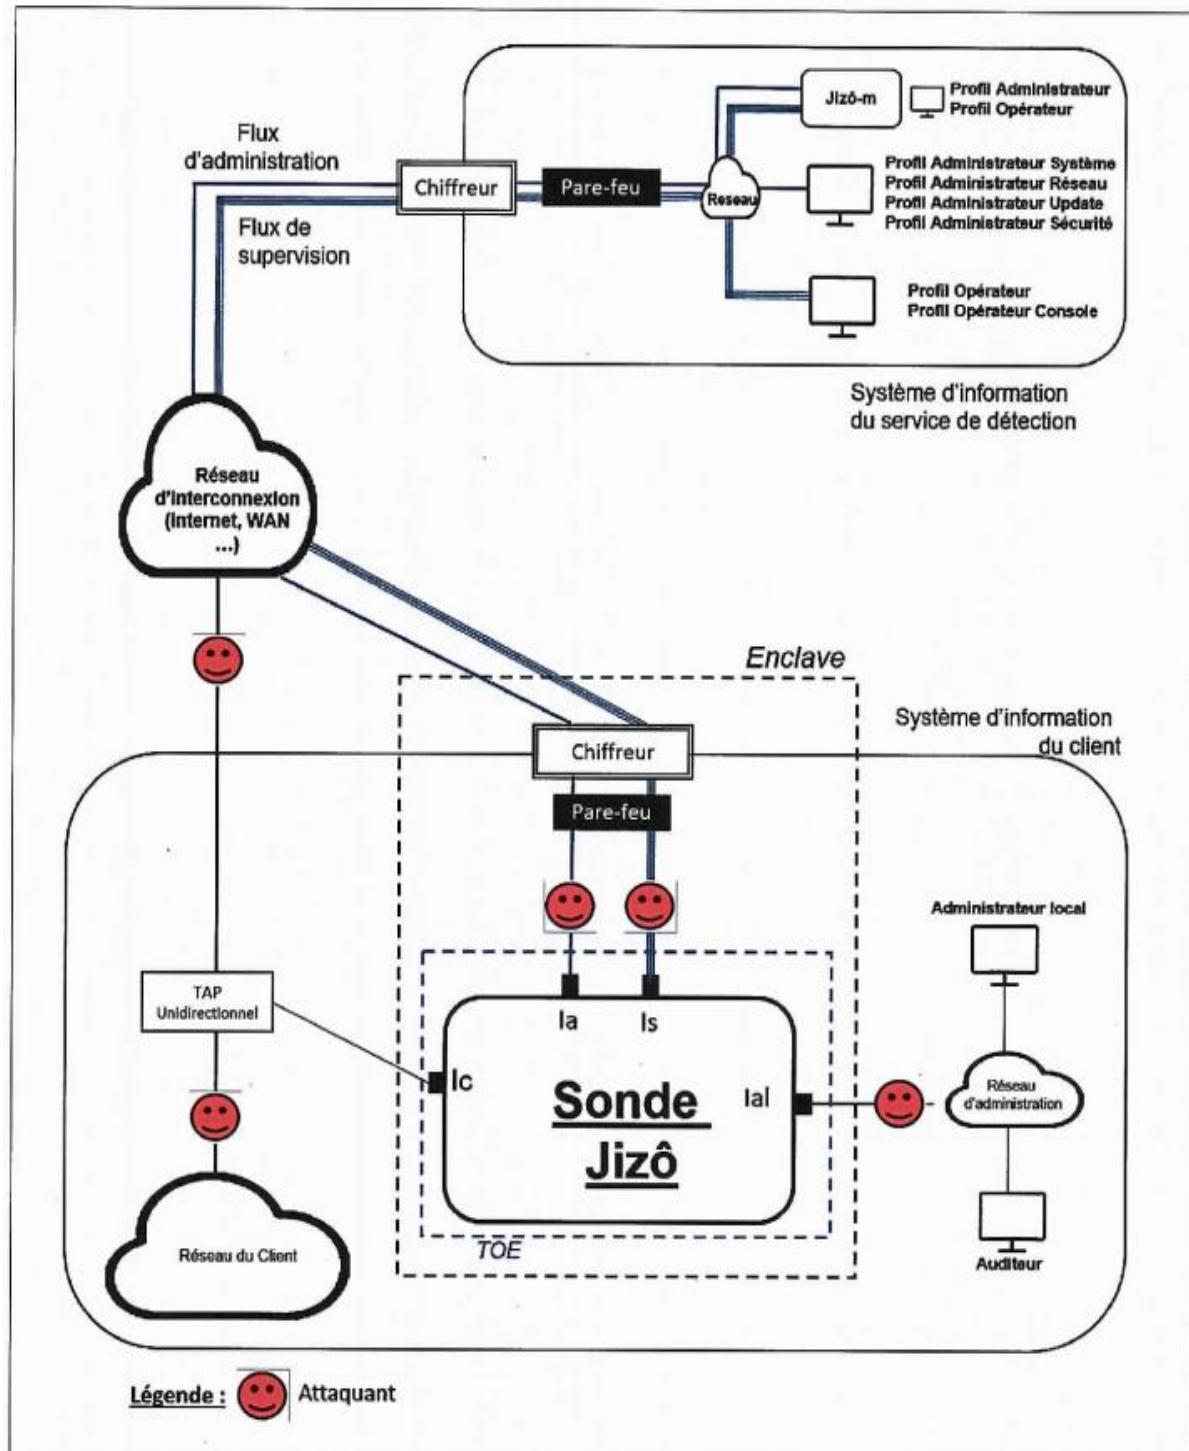 Jizô-m
Profil Administrateur
Profil Opérateur
Flux
d'administration
Chiffreur
Pare-feu
Reseau
Profil Administrateur Système
Profil Administrateur Réseau
Profil Administrateur Update
Profil Administrateur Sécurité
Flux de
supervision
Profil Opérateur
Profil Opérateur Console
Système d'information
du service de détection
Réseau
d'interconnexion
(Internet, WAN
...)
Enclave
Système d'information
du client
Chiffreur
Pare-feu
Administrateur local
TAP
Unidirectionnel
Ia
Is
Ic
Ial
Sonde
Jizô
Réseau
d'administration
TOE
Réseau du Client
Auditeur
Légende :
Attaquant